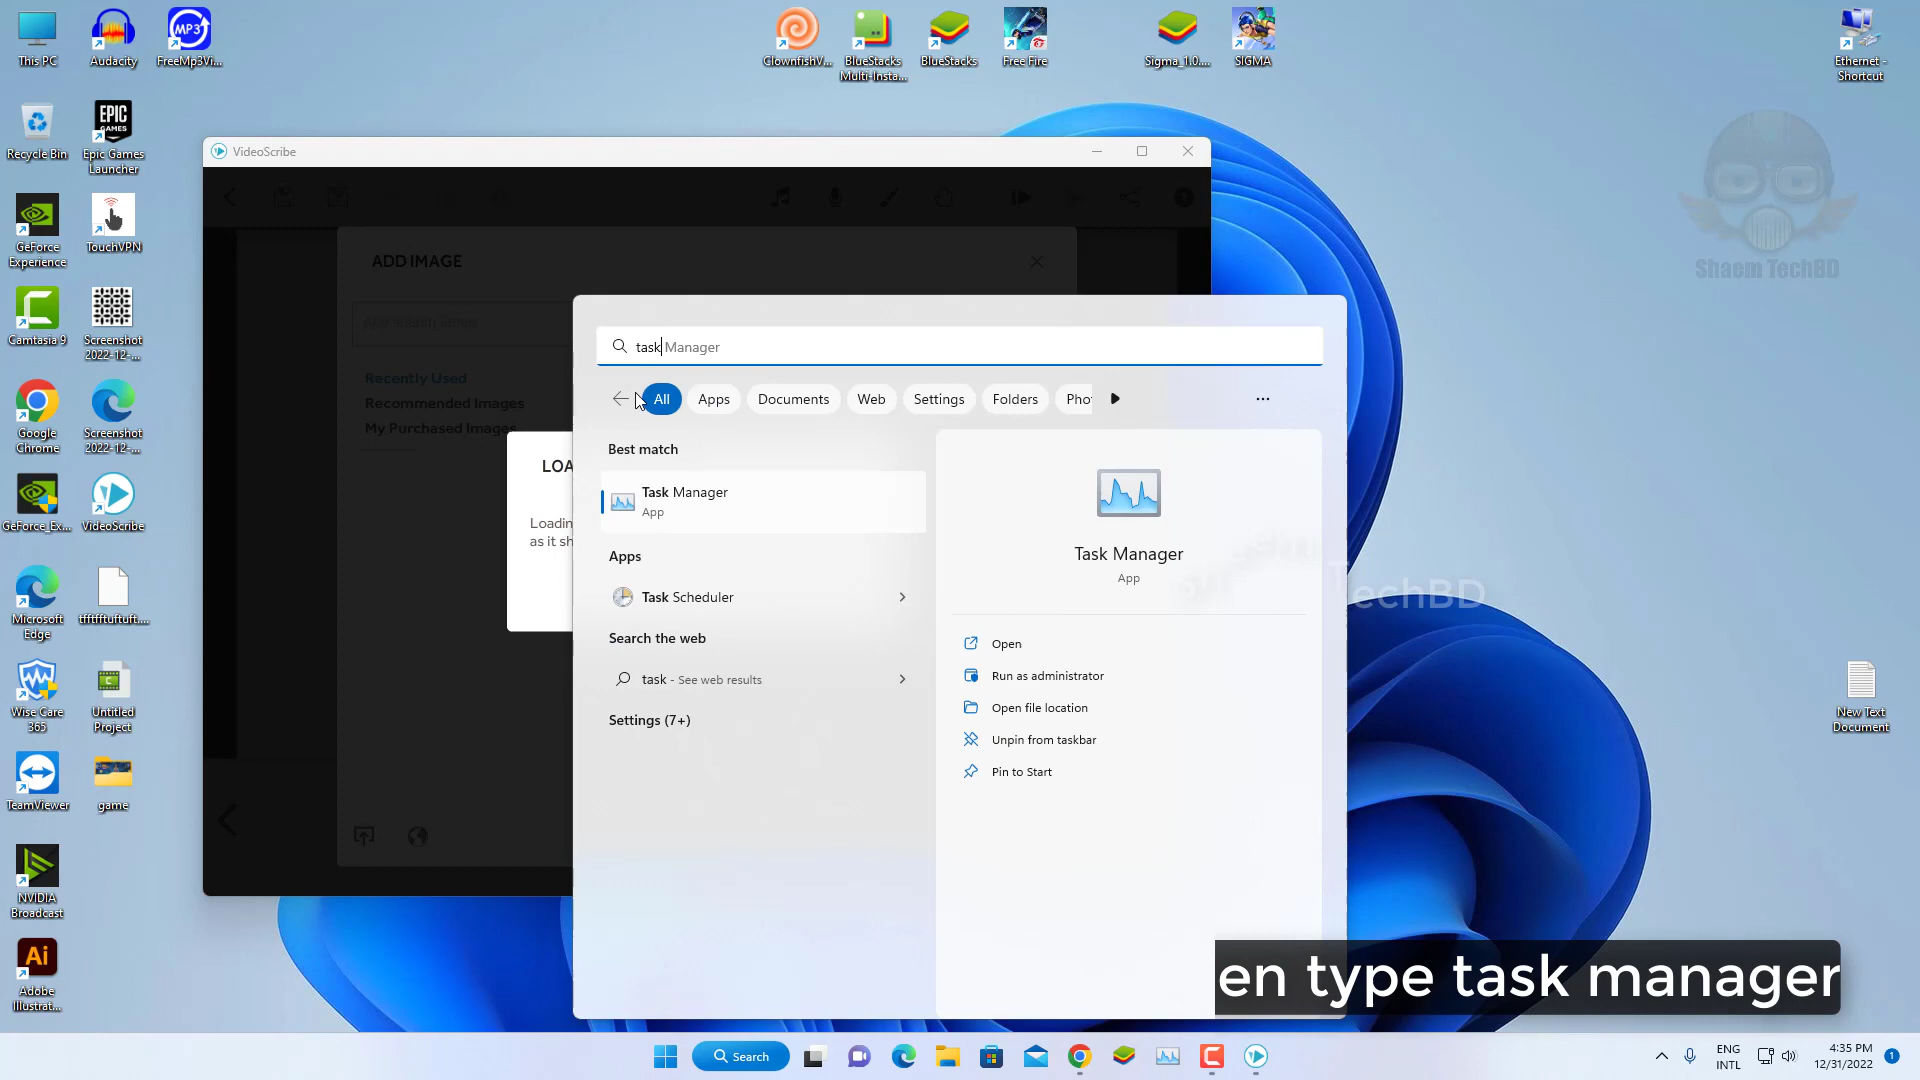 This PC
Audacity
FreeMp3Vi...
ClownfishV...
BlueStacks
Multi-Insta...
BlueStacks
Free Fire
Sigma_1.0....
SIGMA
Ethernet -
Shortcut
Recycle Bin
Epic Games
Launcher
GeForce
Experience
TouchVPN
Camtasia 9
Screenshot
2022-12-...
Google
Chrome
Screenshot
2022-12-...
GeForce_Ex...
VideoScribe
Microsoft
Edge
tfftfftuftuft....
Wise Care
365
Untitled
Project
TeamViewer
game
NVIDIA
Broadcast
Adobe
Illustrat...
New Text
Document
Shaem TechBD
VideoScribe
ADD IMAGE
Recently Used
Recommended Images
My Purchased Images
LOA
Loadin
as it sh
task Manager
All
Apps
Documents
Web
Settings
Folders
Pho
Best match
Task Manager
App
Apps
Task Scheduler
Search the web
task - See web results
Settings (7+)
Task Manager
App
Open
Run as administrator
Open file location
Unpin from taskbar
Pin to Start
TechBD
en type task manager
Search
ENG
INTL
4:35 PM
12/31/2022
1